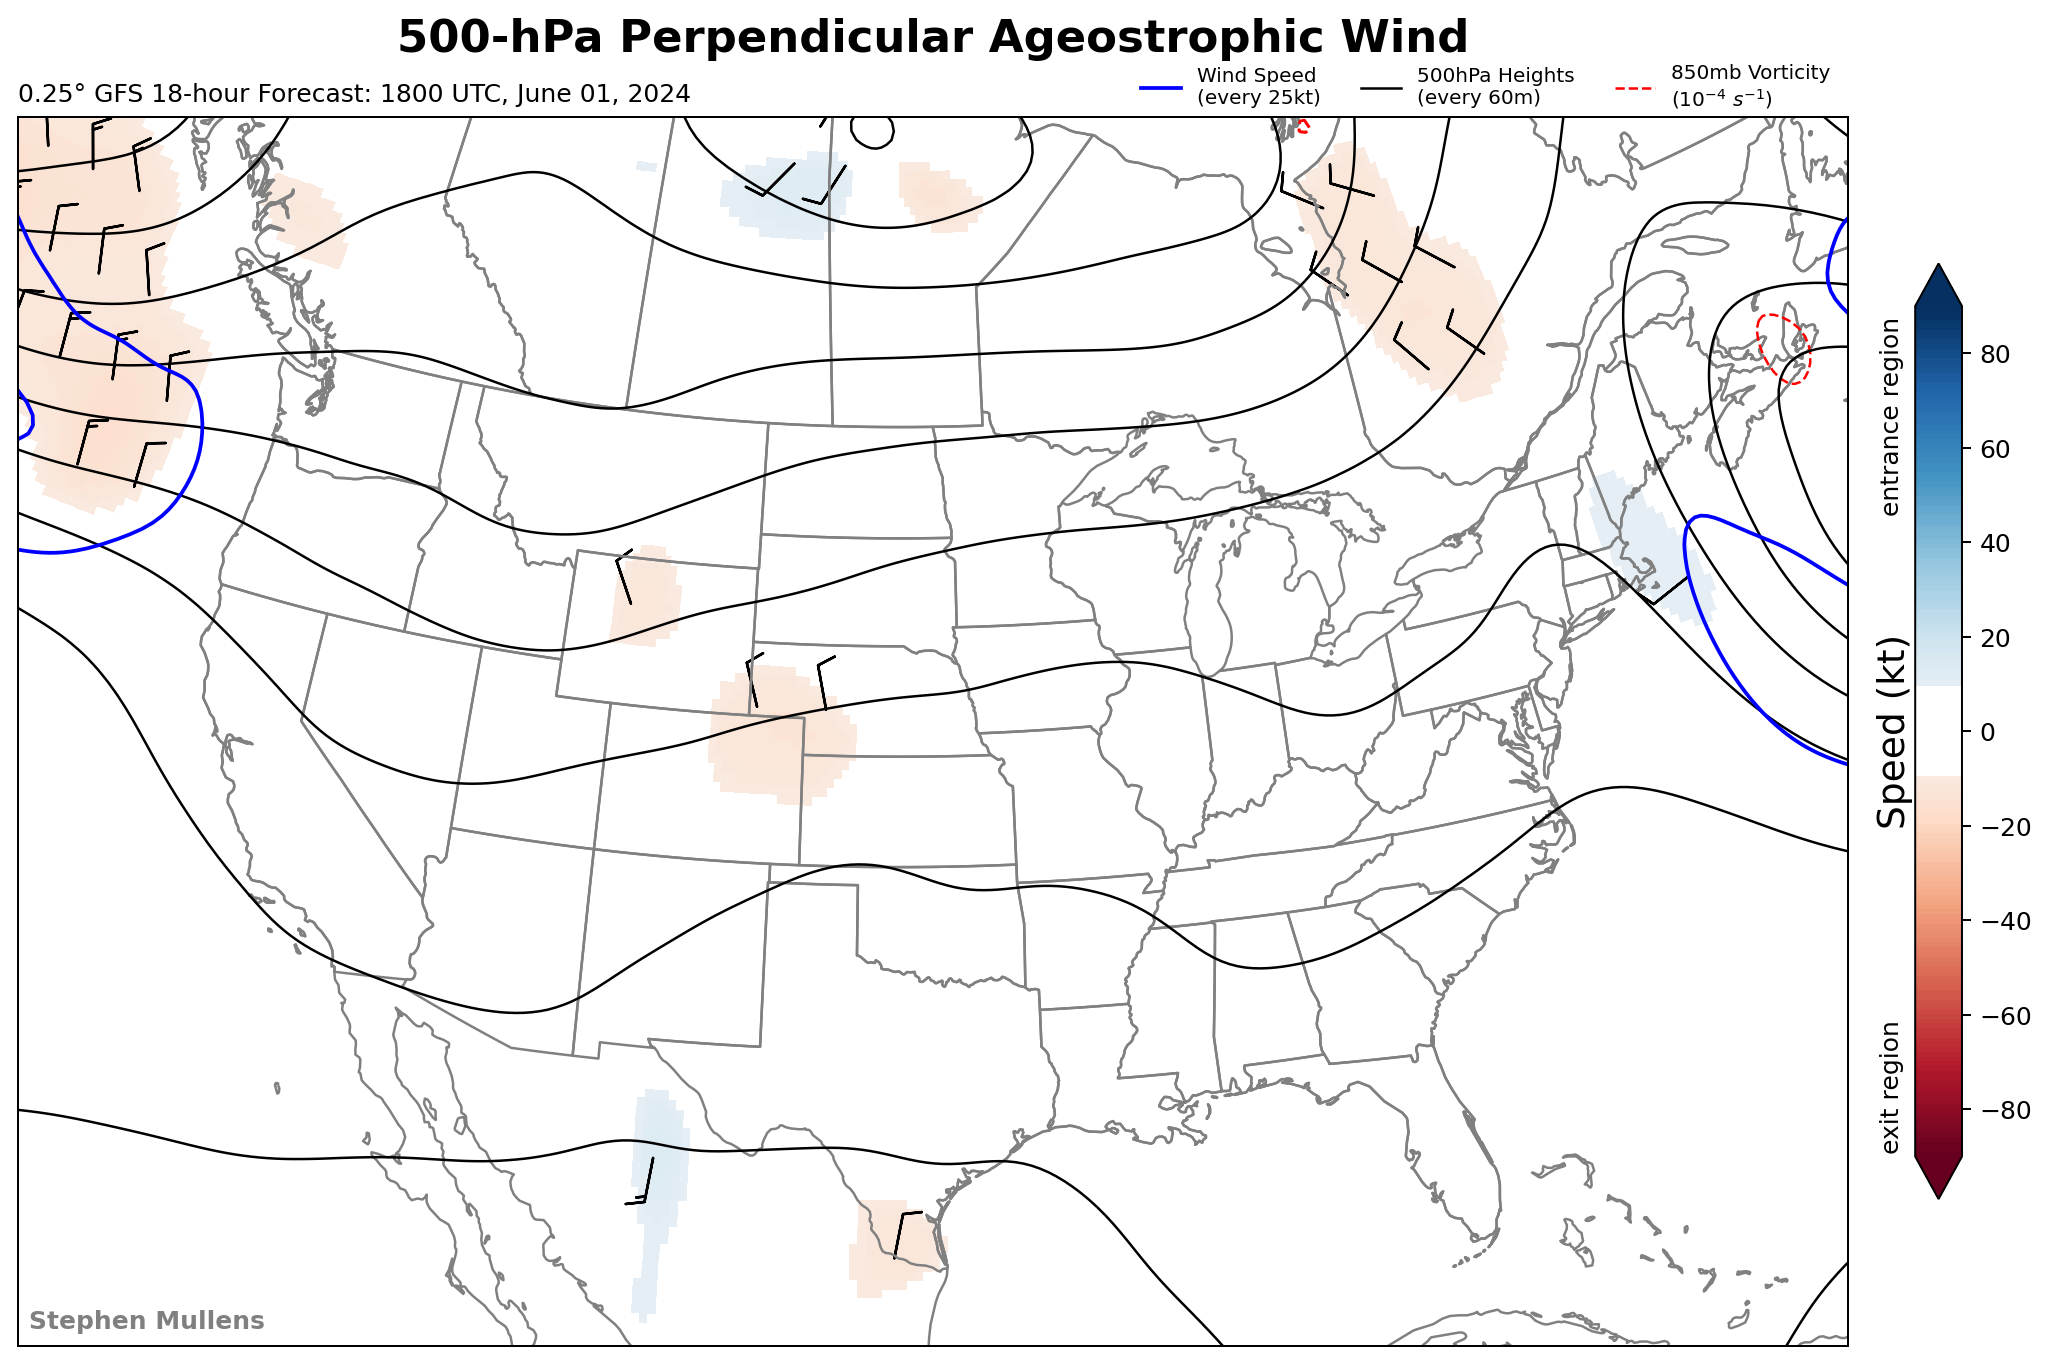 500-hPa Perpendicular Ageostrophic Wind
0.25° GFS 18-hour Forecast: 1800 UTC, June 01, 2024
Wind Speed
(every 25kt)
500hPa Heights
(every 60m)
850mb Vorticity
(10⁻⁴ s⁻¹)
entrance region
Speed (kt)
exit region
80
60
40
20
0
−20
−40
−60
−80
Stephen Mullens